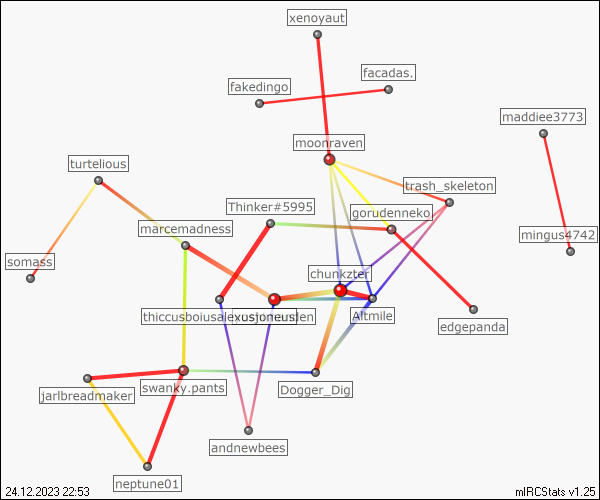 xenoyaut
facadas.
fakedingo
maddiee3773
moonraven
turtelious
trash_skeleton
Thinker#5995
gorudenneko.
marcemadness
mingus4742
somass
chunkzter
Altmile
edgepanda
swanky.pants
Dogger_Dig
jarlbreadmaker
andnewbees
neptune01
24.12.2023 22:53
mIRCStats v1.25